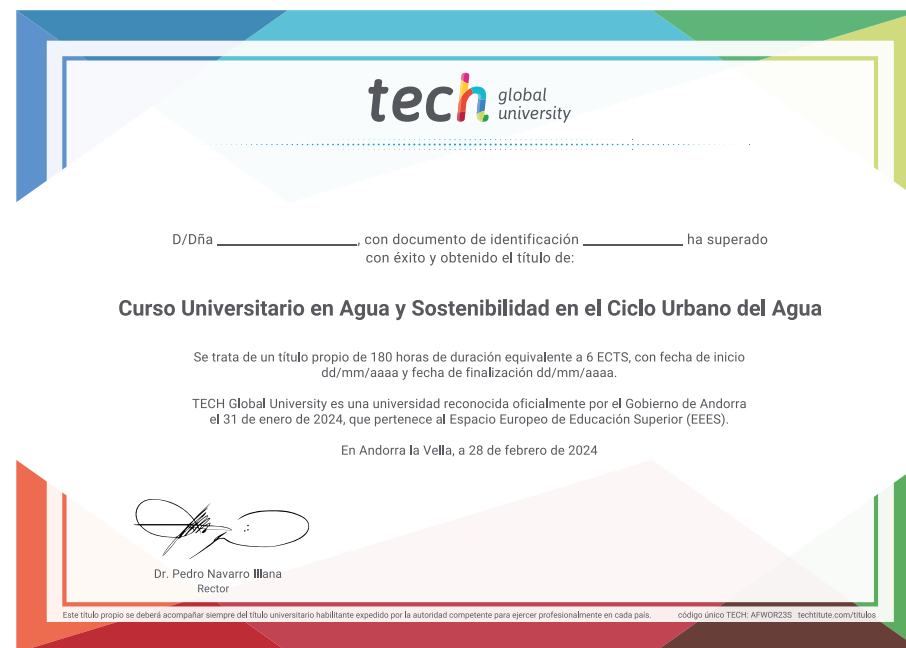 tech global university
D/Dña ________________, con documento de identificación ____________ ha superado
con éxito y obtenido el título de:
Curso Universitario en Agua y Sostenibilidad en el Ciclo Urbano del Agua
Se trata de un título propio de 180 horas de duración equivalente a 6 ECTS, con fecha de inicio
dd/mm/aaaa y fecha de finalización dd/mm/aaaa.
TECH Global University es una universidad reconocida oficialmente por el Gobierno de Andorra
el 31 de enero de 2024, que pertenece al Espacio Europeo de Educación Superior (EEES).
En Andorra la Vella, a 28 de febrero de 2024
Dr. Pedro Navarro Illana
Rector
Este título propio se deberá acompañar siempre del título universitario habilitante expedido por la autoridad competente para ejercer profesionalmente en cada país. código único TECH: AFWOR23S techtitute.com/titulos